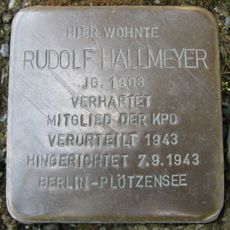 HIER WOHNTE
RUDOLF HALLMEYER
JG. 1908
VERHAFTET
MITGLIED DER KPD
VERURTEILT 1943
HINGERICHTET 7.9.1943
BERLIN-PLÖTZENSEE